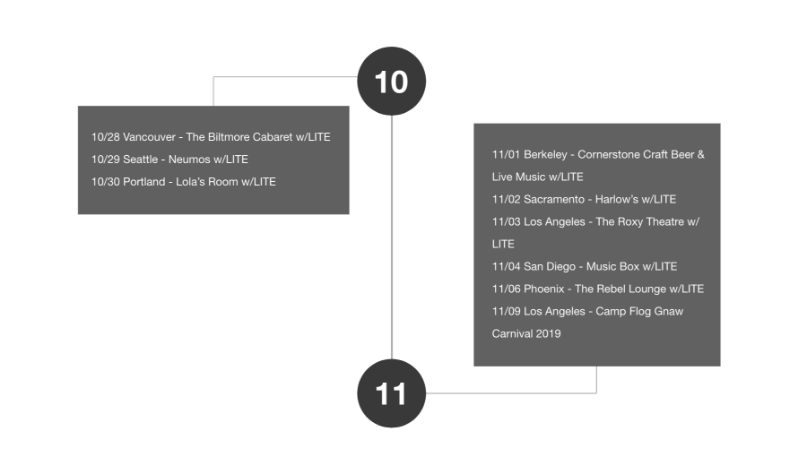 10
10/28 Vancouver - The Biltmore Cabaret w/LITE
10/29 Seattle - Neumos w/LITE
10/30 Portland - Lola's Room w/LITE
11/01 Berkeley - Cornerstone Craft Beer &
Live Music w/LITE
11/02 Sacramento - Harlow's w/LITE
11/03 Los Angeles - The Roxy Theatre w/
LITE
11/04 San Diego - Music Box w/LITE
11/06 Phoenix - The Rebel Lounge w/LITE
11/09 Los Angeles - Camp Flog Gnaw
Carnival 2019
11